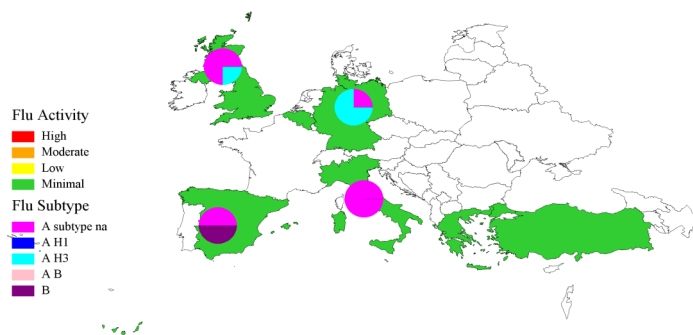 Flu Activity
High
Moderate
Low
Minimal
Flu Subtype
A subtype na
A H1
A H3
A B
B